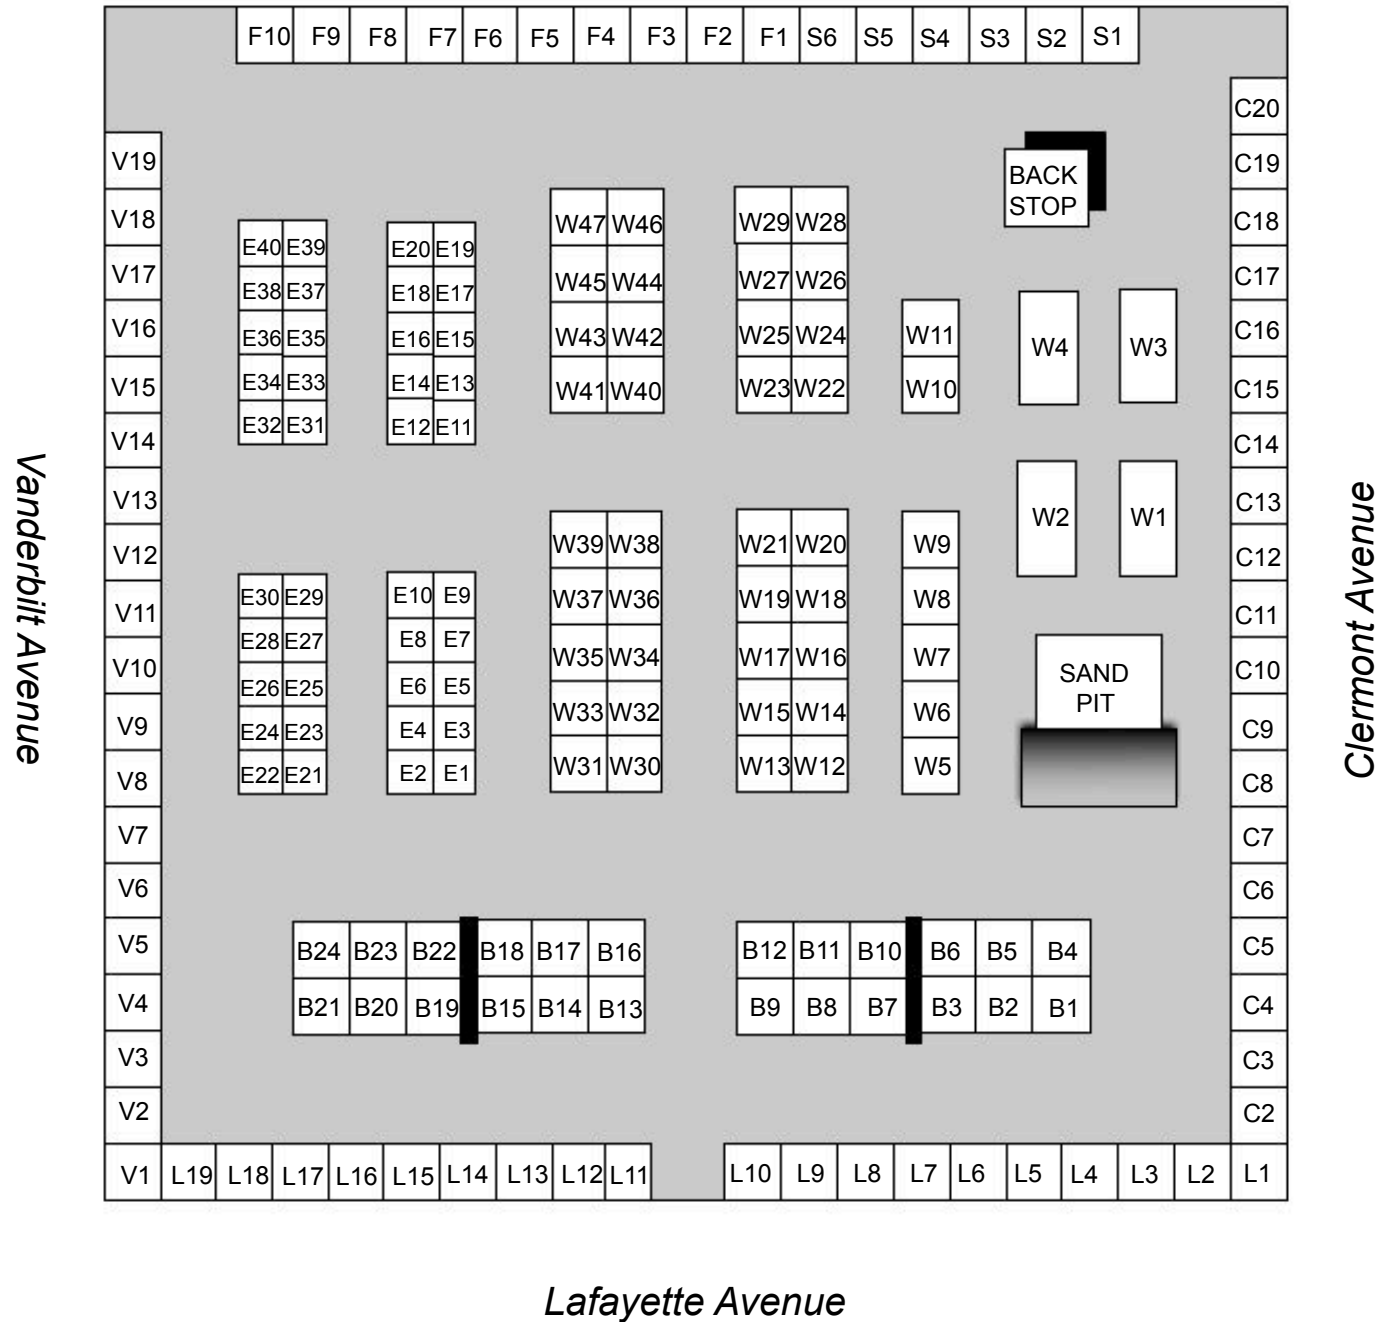 F10 F9 F8 F7 F6 F5 F4 F3 F2 F1 S6 S5 S4 S3 S2 S1
V19
V18
V17
V16
V15
V14
V13
V12
V11
V10
V9
V8
V7
V6
V5
V4
V3
V2
E40 E39
E38 E37
E36 E35
E34 E33
E32 E31
E20 E19
E18 E17
E16 E15
E14 E13
E12 E11
W47 W46
W45 W44
W43 W42
W41 W40
W29 W28
W27 W26
W25 W24
W23 W22
W11
W10
BACK
STOP
W4 W3
W2 W1
E30 E29
E28 E27
E26 E25
E24 E23
E22 E21
E10 E9
E8 E7
E6 E5
E4 E3
E2 E1
W39 W38
W37 W36
W35 W34
W33 W32
W31 W30
W21 W20
W19 W18
W17 W16
W15 W14
W13 W12
W9
W8
W7
W6
W5
SAND
PIT
B24 B23 B22 B18 B17 B16
B21 B20 B19 B15 B14 B13
B12 B11 B10 B6 B5 B4
B9 B8 B7 B3 B2 B1
C20
C19
C18
C17
C16
C15
C14
C13
C12
C11
C10
C9
C8
C7
C6
C5
C4
C3
C2
V1 L19 L18 L17 L16 L15 L14 L13 L12 L11 L10 L9 L8 L7 L6 L5 L4 L3 L2 L1
Vanderbilt Avenue
Clermont Avenue
Lafayette Avenue